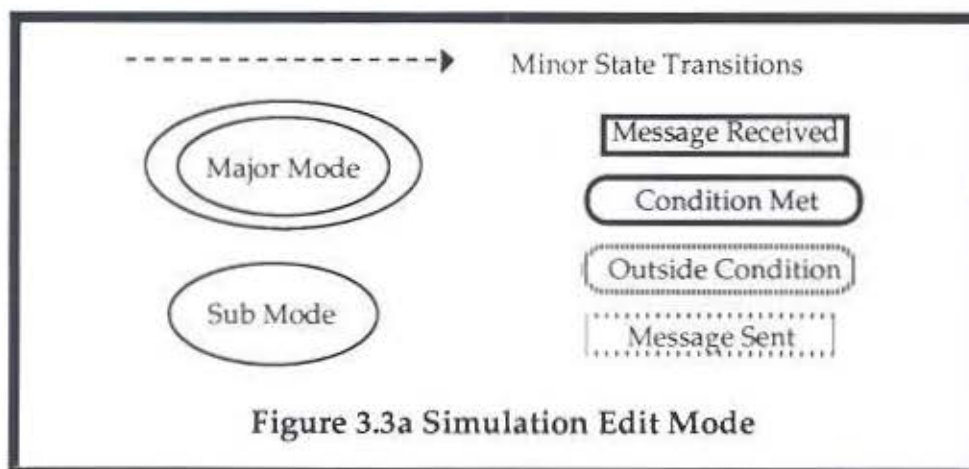 Minor State Transitions
Major Mode
Message Received
Condition Met
Sub Mode
Outside Condition
Message Sent
Figure 3.3a Simulation Edit Mode